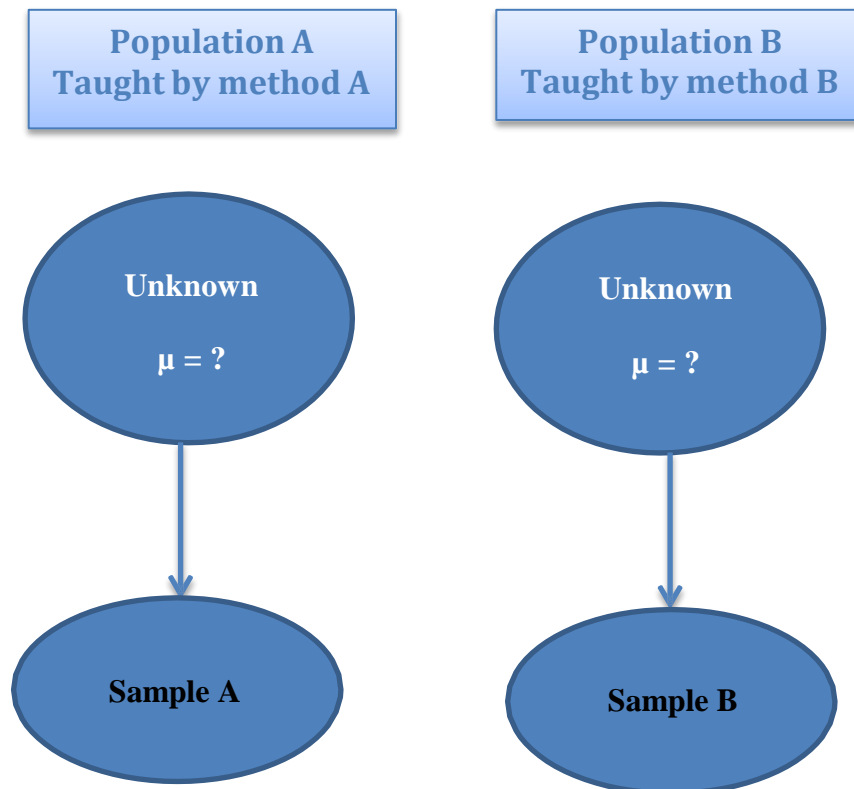 Population A
Taught by method A
Population B
Taught by method B
Unknown
μ = ?
Unknown
μ = ?
Sample A
Sample B